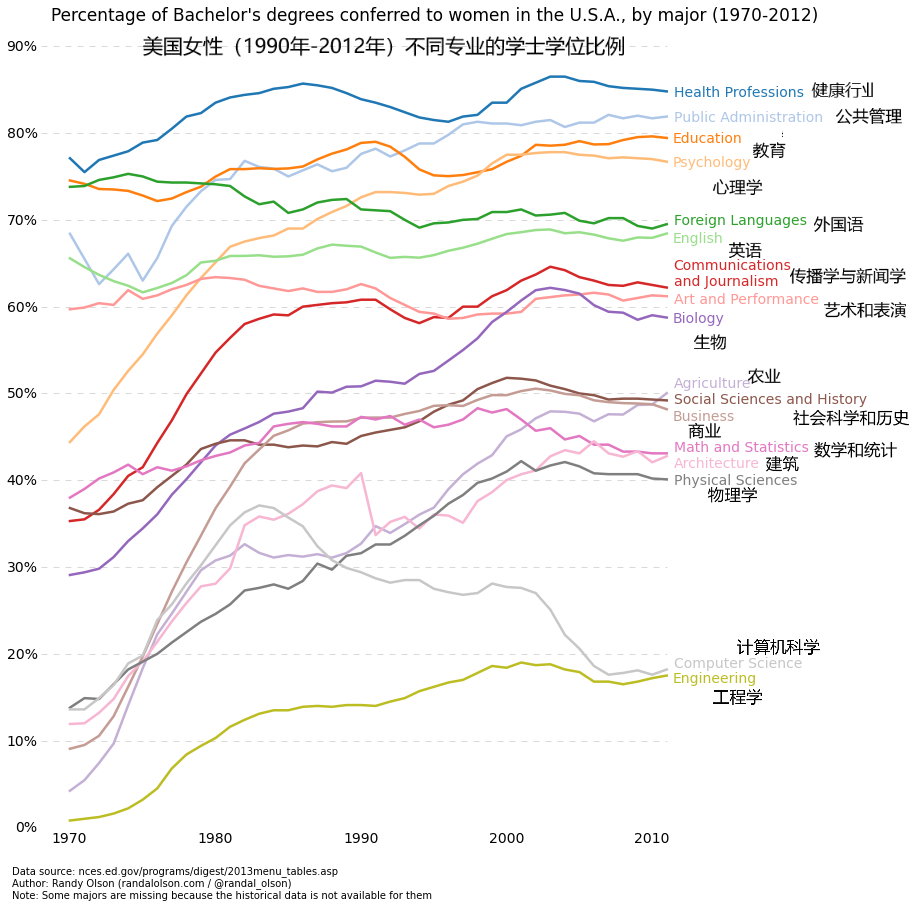 Percentage of Bachelor's degrees conferred to women in the U.S.A., by major (1970-2012)
美国女性（1990年-2012年）不同专业的学士学位比例
90%
80%
70%
60%
50%
40%
30%
20%
10%
0%
Health Professions 健康行业
Public Administration 公共管理
Education
教育
Psychology
心理学
Foreign Languages 外国语
English
英语
Communications
and Journalism 传播学与新闻学
Art and Performance
艺术和表演
Biology
生物
农业
Agriculture
Social Sciences and History
Business 社会科学和历史
商业
Math and Statistics 数学和统计
Architecture 建筑
Physical Sciences
物理学
计算机科学
Computer Science
Engineering
工程学
1970 1980 1990 2000 2010
Data source: nces.ed.gov/programs/digest/2013menu_tables.asp
Author: Randy Olson (randalolson.com / @randal_olson)
Note: Some majors are missing because the historical data is not available for them